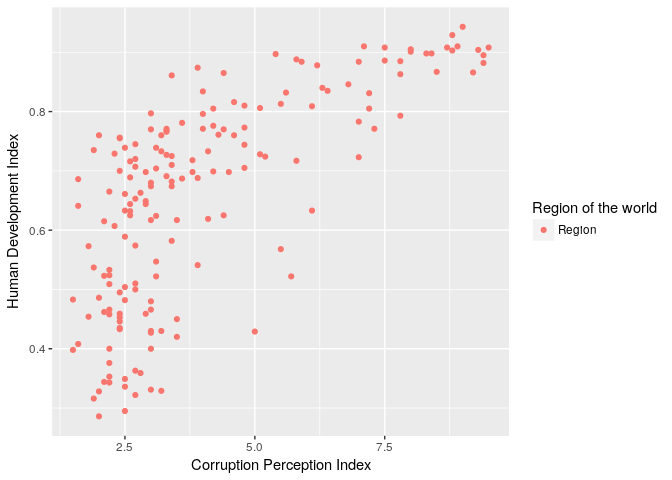 0.8
0.6
0.4
Human Development Index
2.5
5.0
7.5
Corruption Perception Index
Region of the world
Region